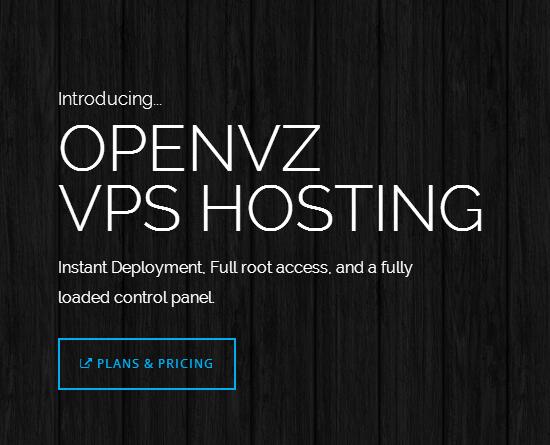 Introducing...
OPENVZ
VPS HOSTING
Instant Deployment, Full root access, and a fully
loaded control panel.
PLANS & PRICING